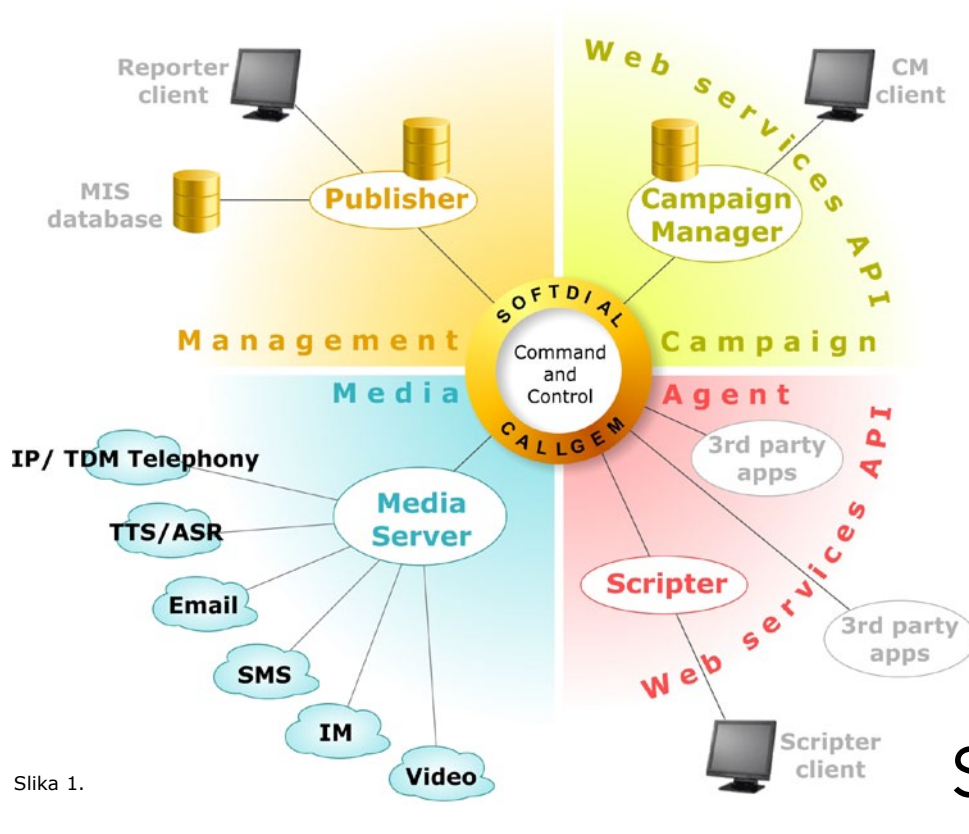 Reporter
client
MIS
database
Publisher
Management
Web services API
CM
client
Campaign
Manager
Campaign
SOFTDIAL
Command
and
Control
CALLGEM
Media
IP/ TDM Telephony
TTS/ASR
Email
SMS
IM
Video
Media
Server
Agent
3rd party
apps
Web services API
Scripter
3rd party
apps
Scripter
client
Slika 1.
S